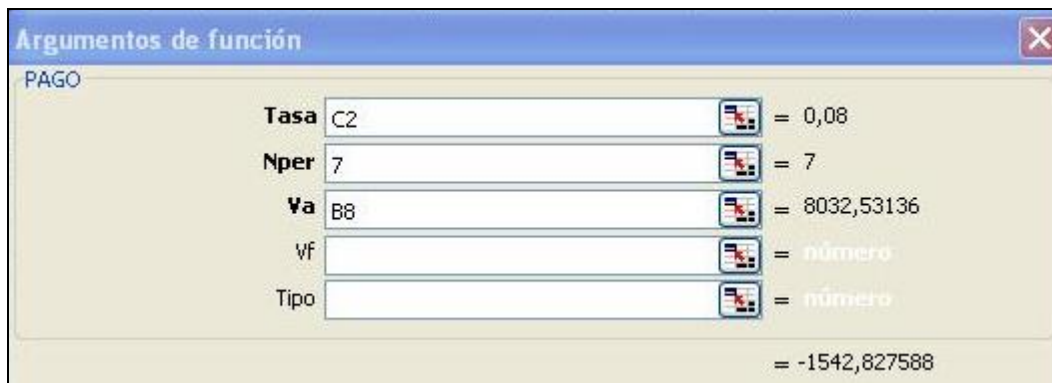 Argumentos de función
PAGO
Tasa C2 = 0,08
Nper 7 = 7
Va B8 = 8032,53136
Vf = número
Tipo = número
= -1542,827588